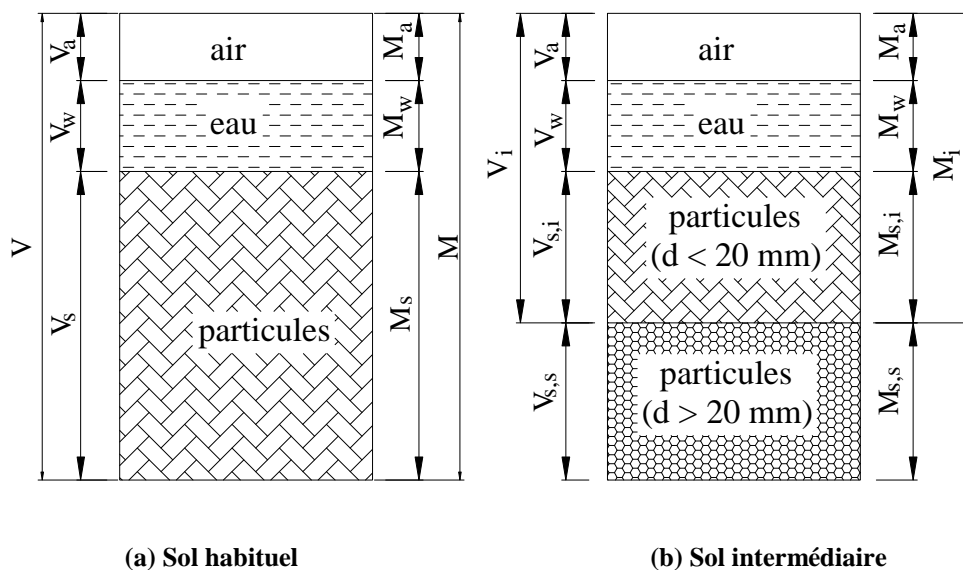 V
V_a
V_w
V_s
air
eau
particules
M_a
M_w
M_s
M
(a) Sol habituel
V_i
V_a
V_w
V_s,i
V_s,s
air
eau
particules
(d < 20 mm)
particules
(d > 20 mm)
M_a
M_w
M_s,i
M_s,s
M_i
(b) Sol intermédiaire